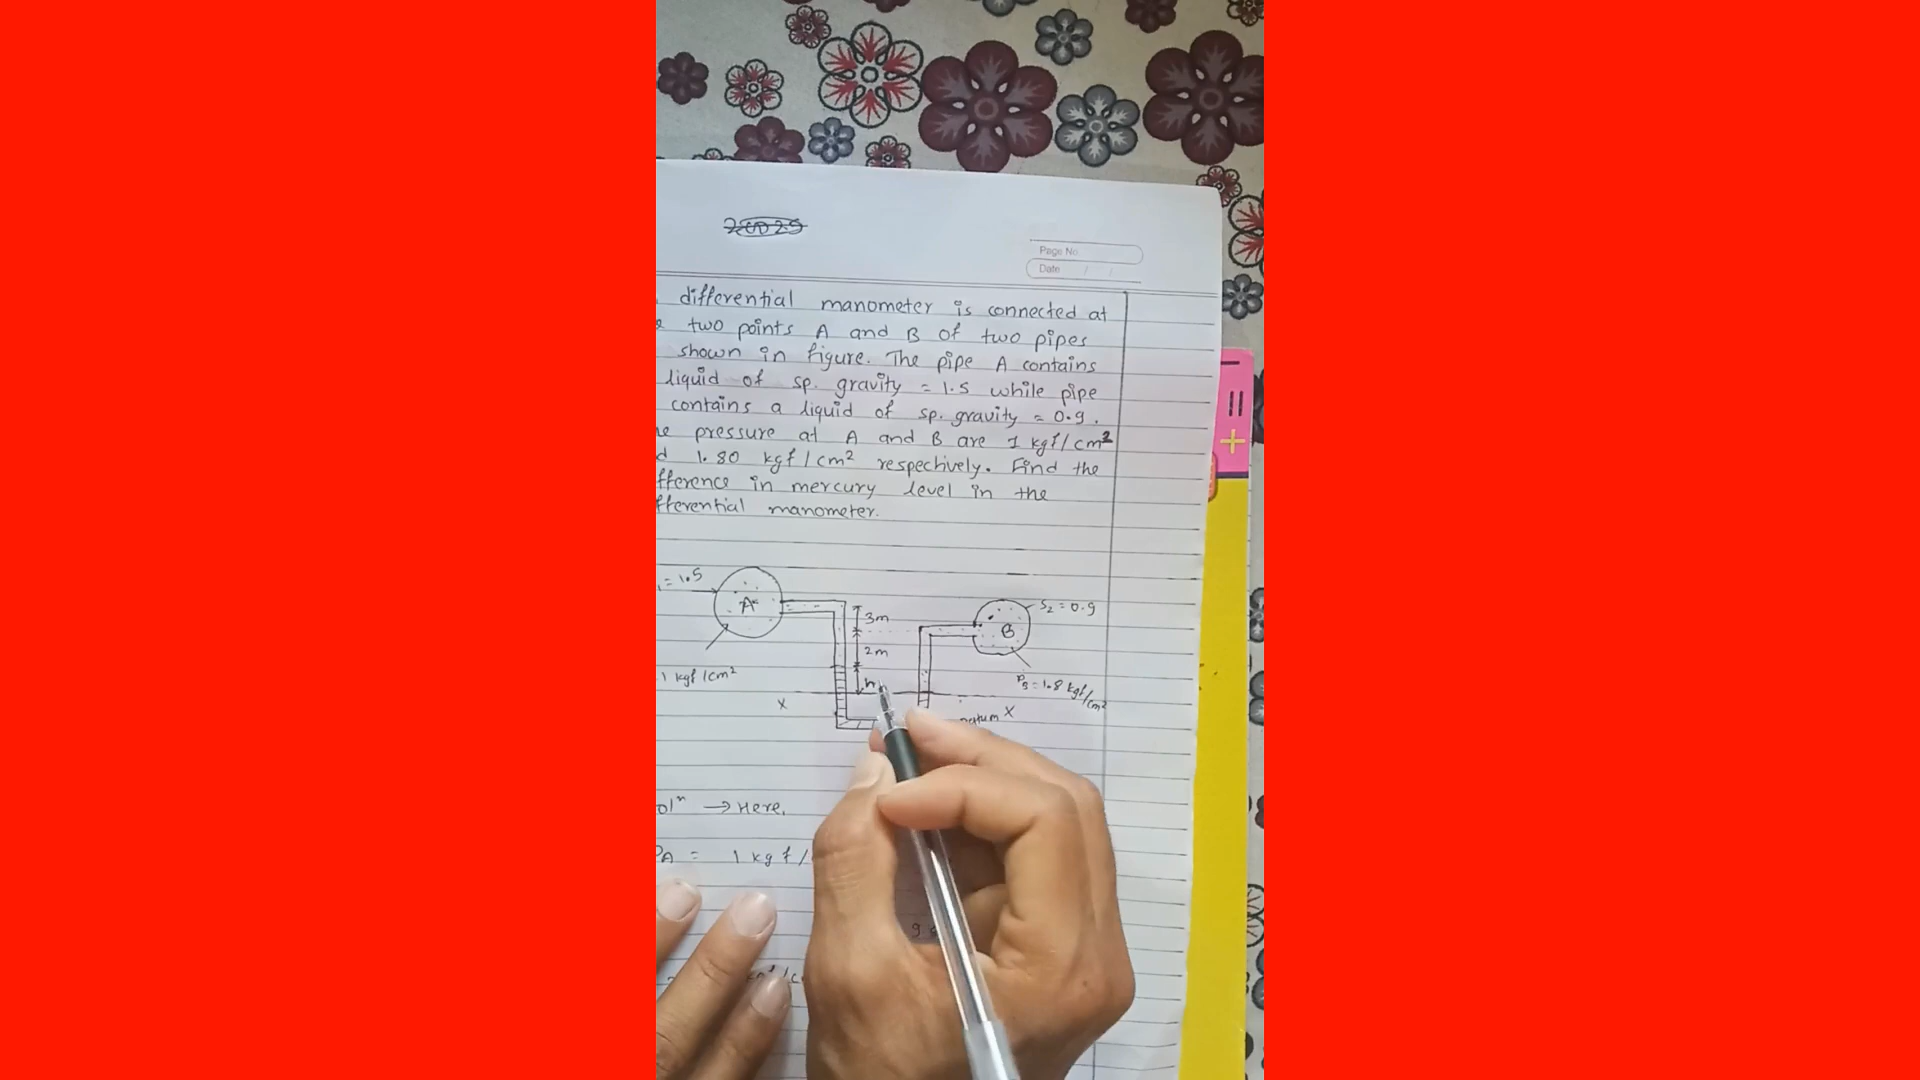 Page No
Date / /
differential manometer is connected at
two points A and B of two pipes
shown in figure. The pipe A contains
liquid of sp. gravity = 1.5 while pipe
contains a liquid of sp. gravity = 0.9.
pressure at A and B are 1 kgf/cm²
1.80 kgf/cm² respectively. Find the
fference in mercury level in the
fferential manometer.
= 1.5
A
3m
2m
h
B
S₂ = 0.9
1 kgf/cm²
P_B = 1.8 kgf/cm²
X
X
→ Here,
P_A = 1 kgf/